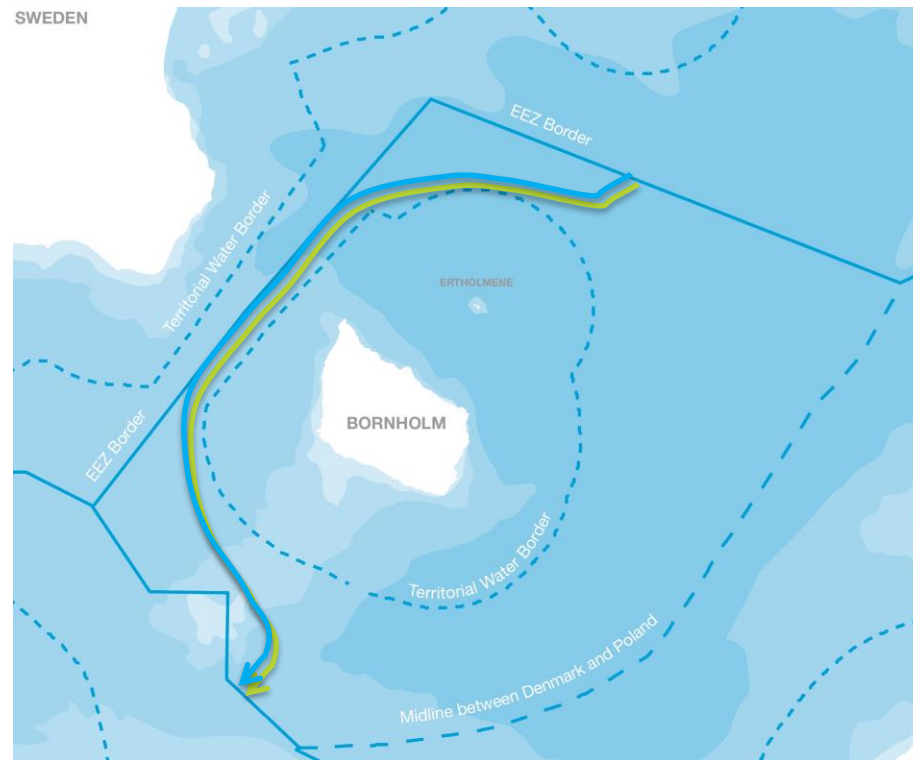 SWEDEN
EEZ Border
Territorial Water Border
ERTHOLMENE
BORNHOLM
EEZ Border
Territorial Water Border
Midline between Denmark and Poland